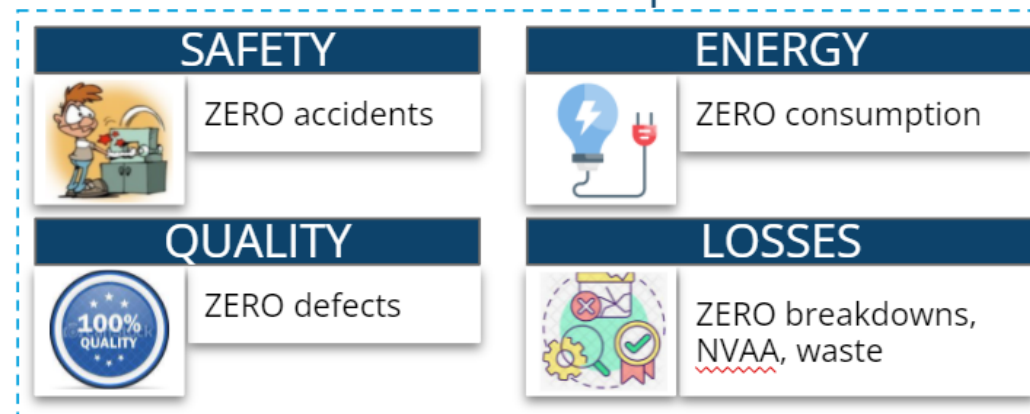 SAFETY
ZERO accidents
ENERGY
ZERO consumption
QUALITY
100%
QUALITY
ZERO defects
LOSSES
ZERO breakdowns,
NVAA, waste